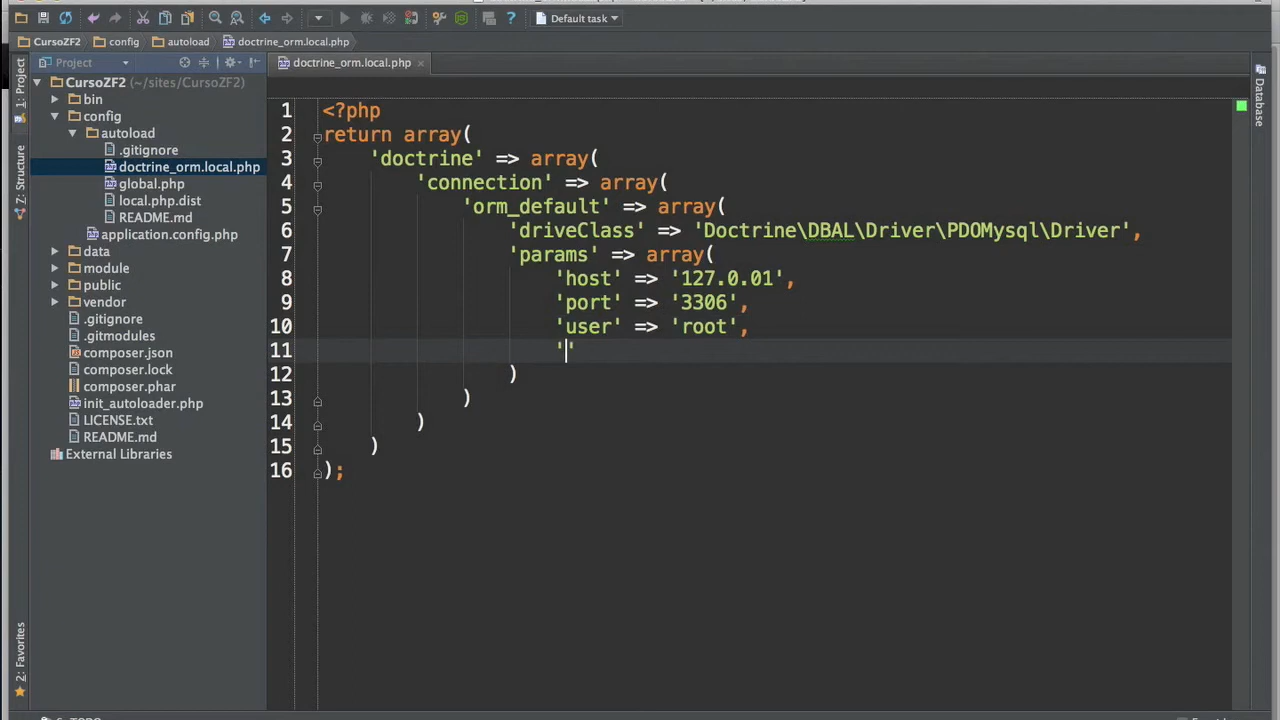 Default task
CursoZF2 config autoload doctrine_orm.local.php
Project
doctrine_orm.local.php
1: Project
Z: Structure
2: Favorites
Database
CursoZF2 (~/sites/CursoZF2)
bin
config
autoload
.gitignore
doctrine_orm.local.php
global.php
local.php.dist
README.md
application.config.php
data
module
public
vendor
.gitignore
.gitmodules
composer.json
composer.lock
composer.phar
init_autoloader.php
LICENSE.txt
README.md
External Libraries
1 <?php
2 return array(
3 'doctrine' => array(
4 'connection' => array(
5 'orm_default' => array(
6 'driveClass' => 'Doctrine\DBAL\Driver\PDOMysql\Driver',
7 'params' => array(
8 'host' => '127.0.01',
9 'port' => '3306',
10 'user' => 'root',
11 ''
12 )
13 )
14 )
15 )
16 );